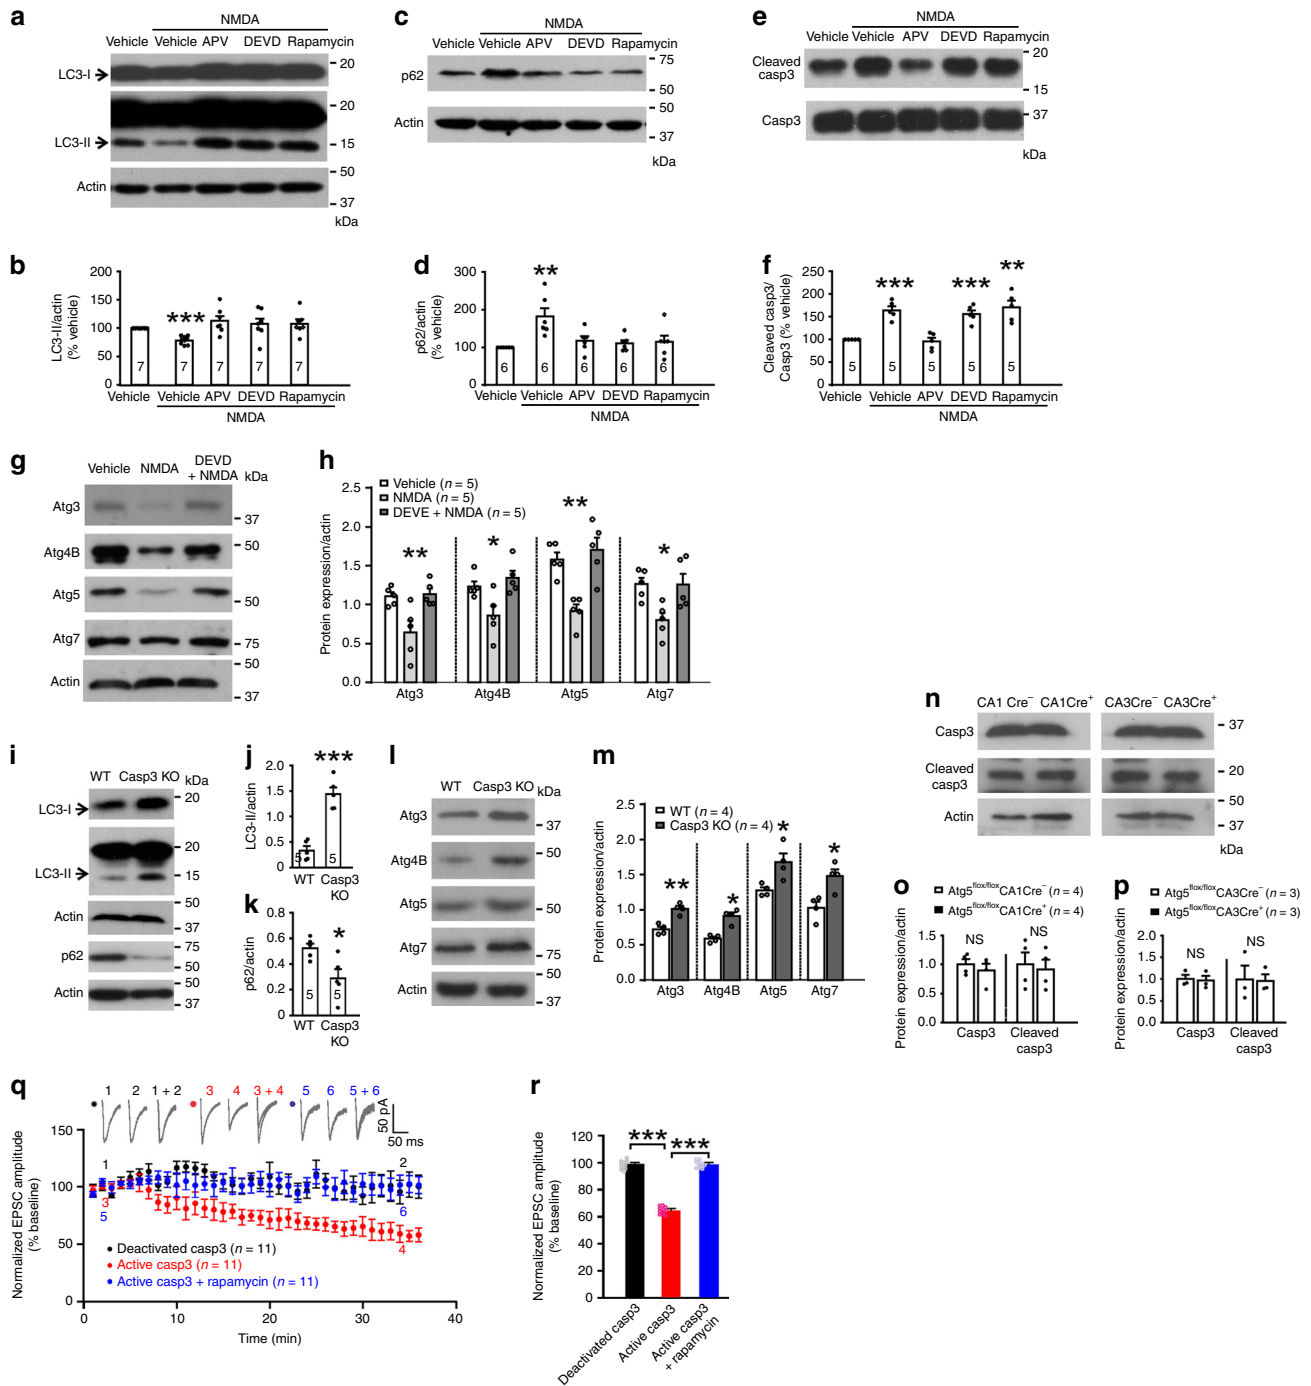 a
NMDA
Vehicle Vehicle APV DEVD Rapamycin
LC3-I
20
20
LC3-II
15
50
Actin
37
kDa
c
NMDA
Vehicle Vehicle APV DEVD Rapamycin
75
p62
50
50
Actin
37
kDa
e
NMDA
Vehicle Vehicle APV DEVD Rapamycin
20
Cleaved casp3
15
Casp3
37
kDa
b
LC3-II/actin (% vehicle)
200
150
100
50
0
***
7 7 7 7 7
Vehicle Vehicle APV DEVD Rapamycin
NMDA
d
p62/actin (% vehicle)
300
200
100
0
**
6 6 6 6 6
Vehicle Vehicle APV DEVD Rapamycin
NMDA
f
Cleaved casp3/ Casp3 (% vehicle)
250
200
150
100
50
0
*** *** **
5 5 5 5 5
Vehicle Vehicle APV DEVD Rapamycin
NMDA
g
Vehicle NMDA DEVD + NMDA kDa
Atg3
37
Atg4B
50
Atg5
50
Atg7
75
50
Actin
37
h
Protein expression/actin
2.5
2.0
1.5
1.0
0.5
0.0
Vehicle (n = 5)
NMDA (n = 5)
DEVE + NMDA (n = 5)
** * ** *
Atg3 Atg4B Atg5 Atg7
i
WT Casp3 KO kDa
LC3-I
20
20
LC3-II
15
50
Actin
37
75
p62
50
50
Actin
37
j
LC3-II/actin
2.0
1.5
1.0
0.5
0
***
5 5
WT Casp3 KO
k
p62/actin
0.8
0.6
0.4
0.2
0
*
5 5
WT Casp3 KO
l
WT Casp3 KO kDa
Atg3
37
Atg4B
50
Atg5
50
Atg7
75
50
Actin
37
m
Protein expression/actin
2.5
2.0
1.5
1.0
0.5
0
WT (n = 4)
Casp3 KO (n = 4)
** * * *
Atg3 Atg4B Atg5 Atg7
n
CA1 Cre− CA1Cre+ CA3Cre− CA3Cre+
Casp3
37
Cleaved casp3
20
50
Actin
37
kDa
o
Atg5flox/floxCA1Cre− (n = 4)
Atg5flox/floxCA1Cre+ (n = 4)
Protein expression/actin
1.5
1.0
0.5
0.0
NS NS
Casp3 Cleaved casp3
p
Atg5flox/floxCA3Cre− (n = 3)
Atg5flox/floxCA3Cre+ (n = 3)
Protein expression/actin
2.0
1.5
1.0
0.5
0
NS NS
Casp3 Cleaved casp3
q
1 2 1 + 2 3 4 3 + 4 5 6 5 + 6
50 pA
50 ms
Normalized EPSC amplitude (% baseline)
150
100
50
0
1
3
5
2
6
4
Deactivated casp3 (n = 11)
Active casp3 (n = 11)
Active casp3 + rapamycin (n = 11)
0 10 20 30 40
Time (min)
r
Normalized EPSC amplitude (% baseline)
120
100
80
60
40
20
0
*** ***
Deactivated casp3
Active casp3
Active casp3 + rapamycin